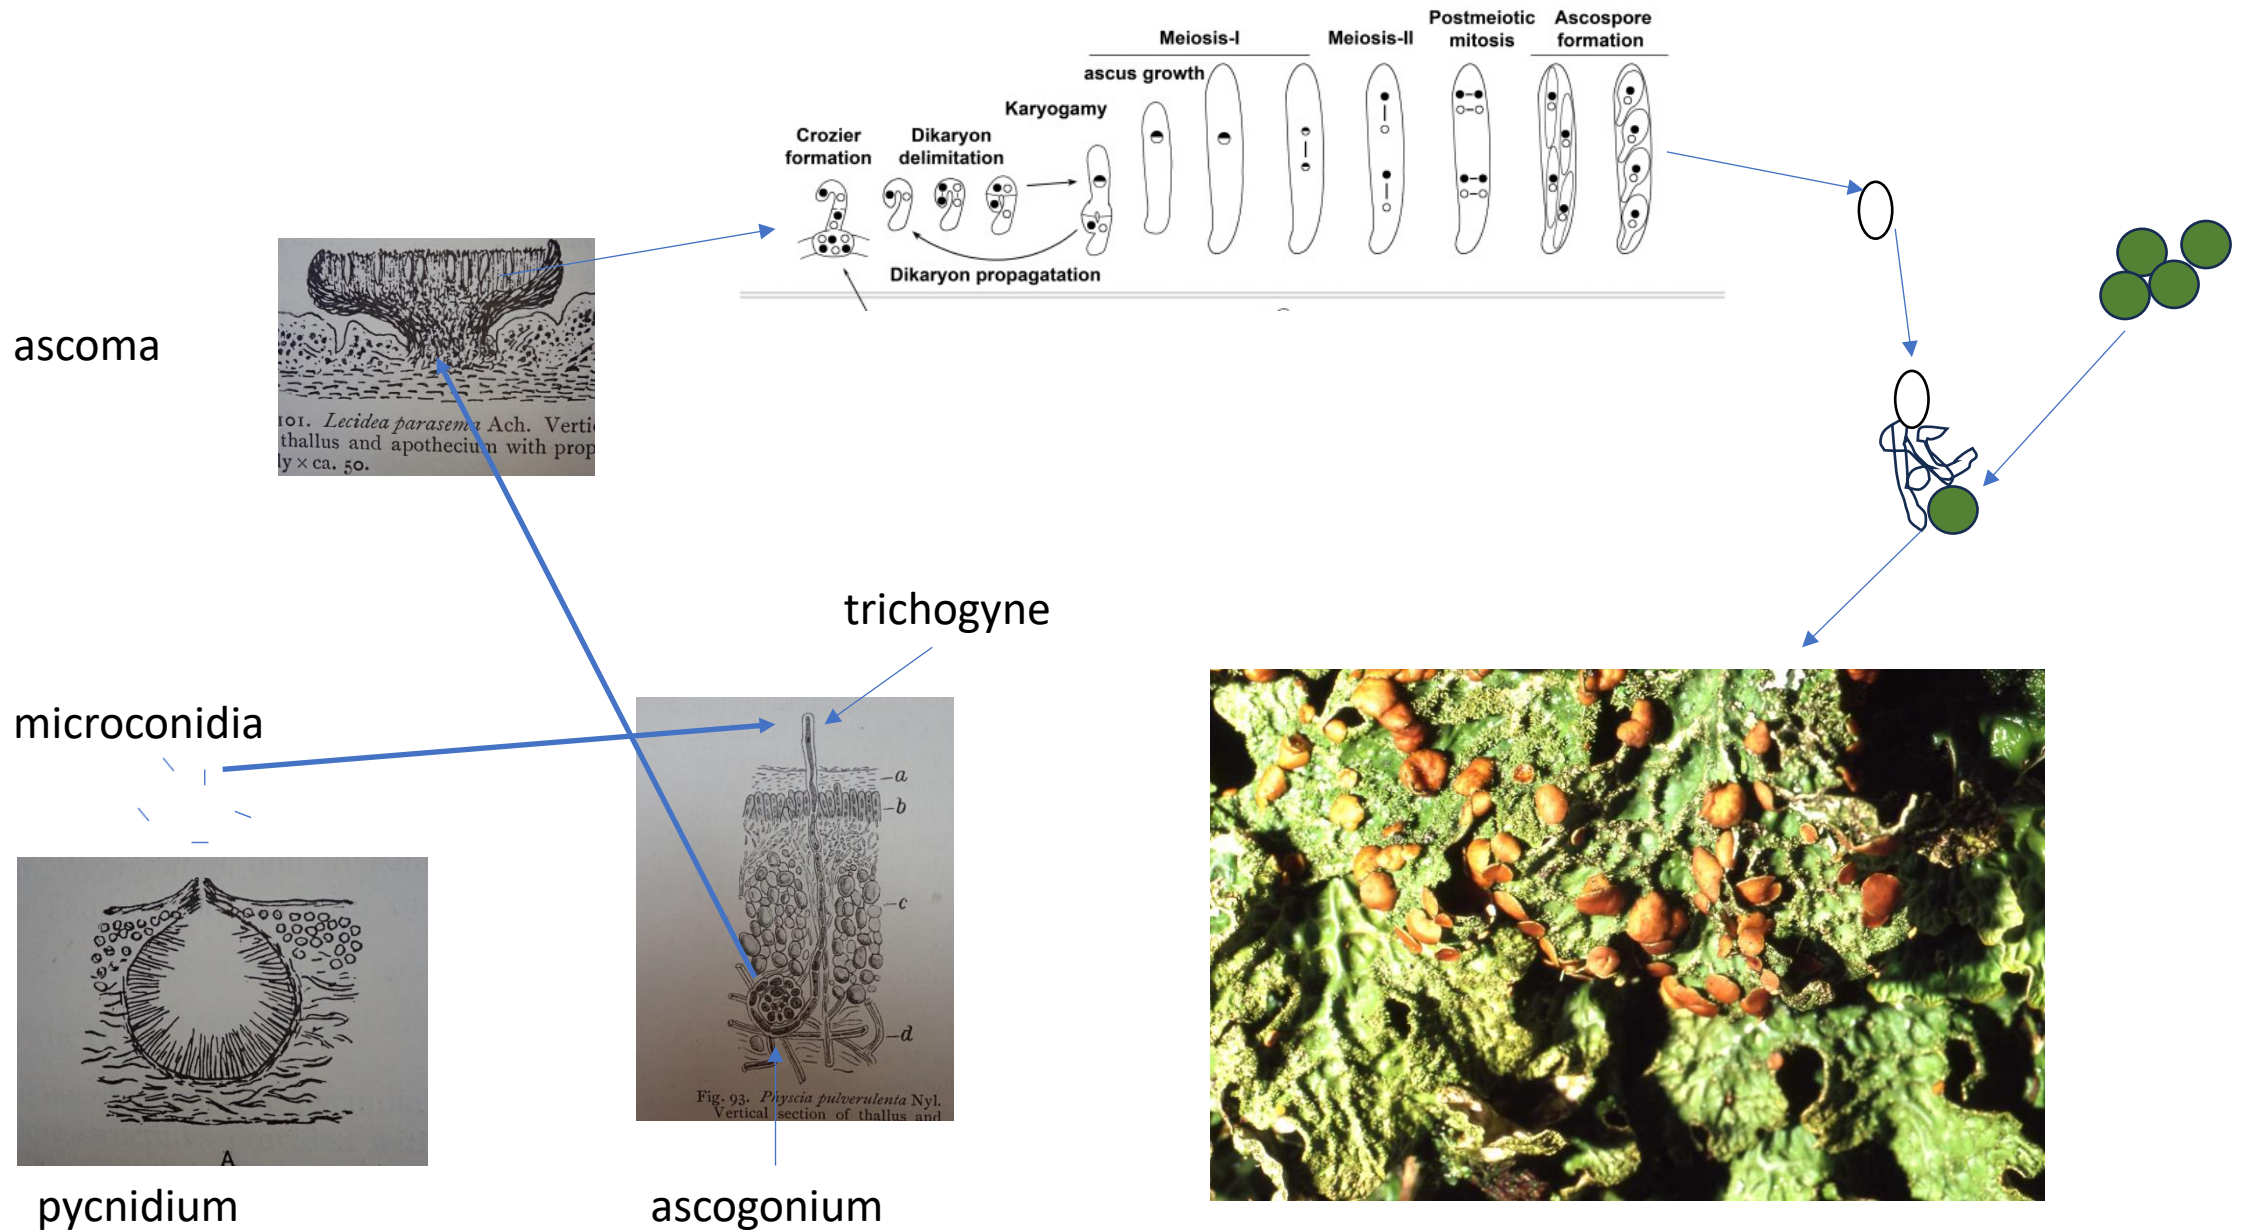 Meiosis-I
Meiosis-II
Postmeiotic
mitosis
Ascospore
formation
ascus growth
Karyogamy
Crozier
formation
Dikaryon
delimitation
Dikaryon propagatation
ascoma
101. Lecidea parasema Ach. Verti
thallus and apothecium with prop
ly × ca. 50.
trichogyne
microconidia
a
b
c
d
Fig. 93. Physcia pulverulenta Nyl.
Vertical section of thallus and
A
pycnidium
ascogonium